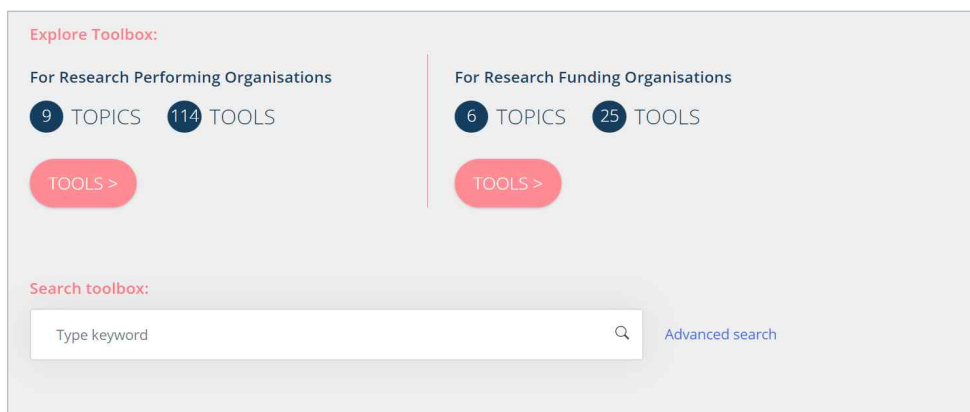 Explore Toolbox:
For Research Performing Organisations
9 TOPICS 114 TOOLS
TOOLS >
For Research Funding Organisations
6 TOPICS 25 TOOLS
TOOLS >
Search toolbox:
Type keyword
Advanced search